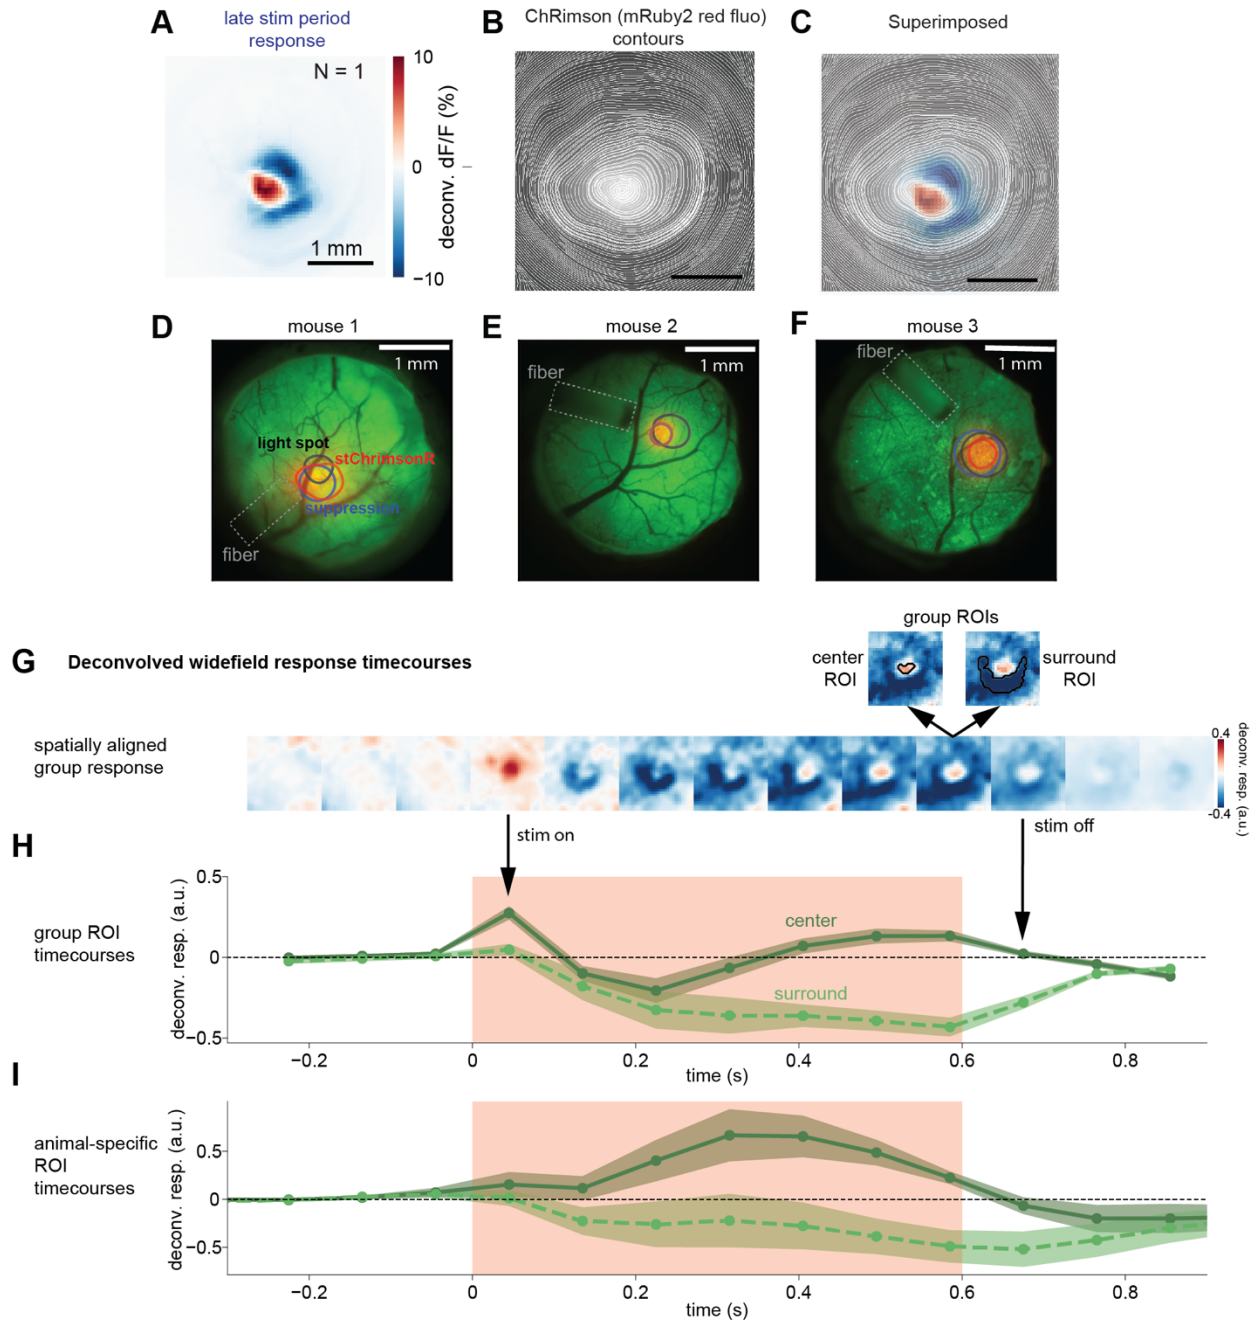 A
late stim period
response
N = 1
10
0
−10
deconv. dF/F (%)
1 mm
B
ChRimson (mRuby2 red fluo)
contours
C
Superimposed
D
mouse 1
1 mm
light spot
stChrimsonR
suppression
fiber
E
mouse 2
1 mm
fiber
F
mouse 3
1 mm
fiber
G
Deconvolved widefield response timecourses
group ROIs
center
ROI
surround
ROI
spatially aligned
group response
0.4
-0.4
deconv. resp. (a.u.)
stim on
stim off
H
group ROI
timecourses
deconv. resp. (a.u.)
0.5
0
−0.5
center
surround
−0.2
0
0.2
0.4
0.6
0.8
time (s)
I
animal-specific
ROI
timecourses
deconv. resp. (a.u.)
0.5
0
−0.5
−0.2
0
0.2
0.4
0.6
0.8
time (s)